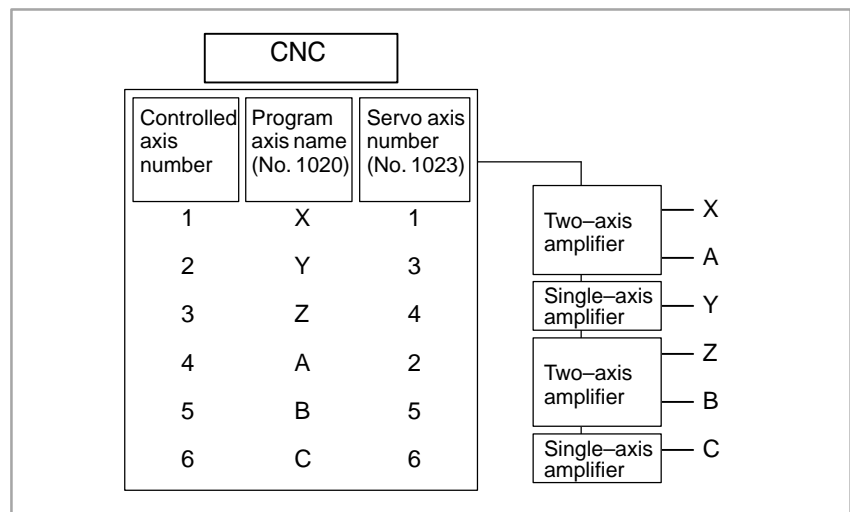 CNC
Controlled axis number
Program axis name (No. 1020)
Servo axis number (No. 1023)
1 X 1
2 Y 3
3 Z 4
4 A 2
5 B 5
6 C 6
Two–axis amplifier
X
A
Single–axis amplifier
Y
Two–axis amplifier
Z
B
Single–axis amplifier
C